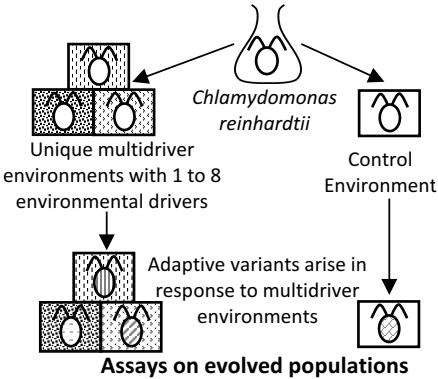 Chlamydomonas
reinhardtii
Unique multidriver
environments with 1 to 8
environmental drivers
Control
Environment
Adaptive variants arise in
response to multidriver
environments
Assays on evolved populations